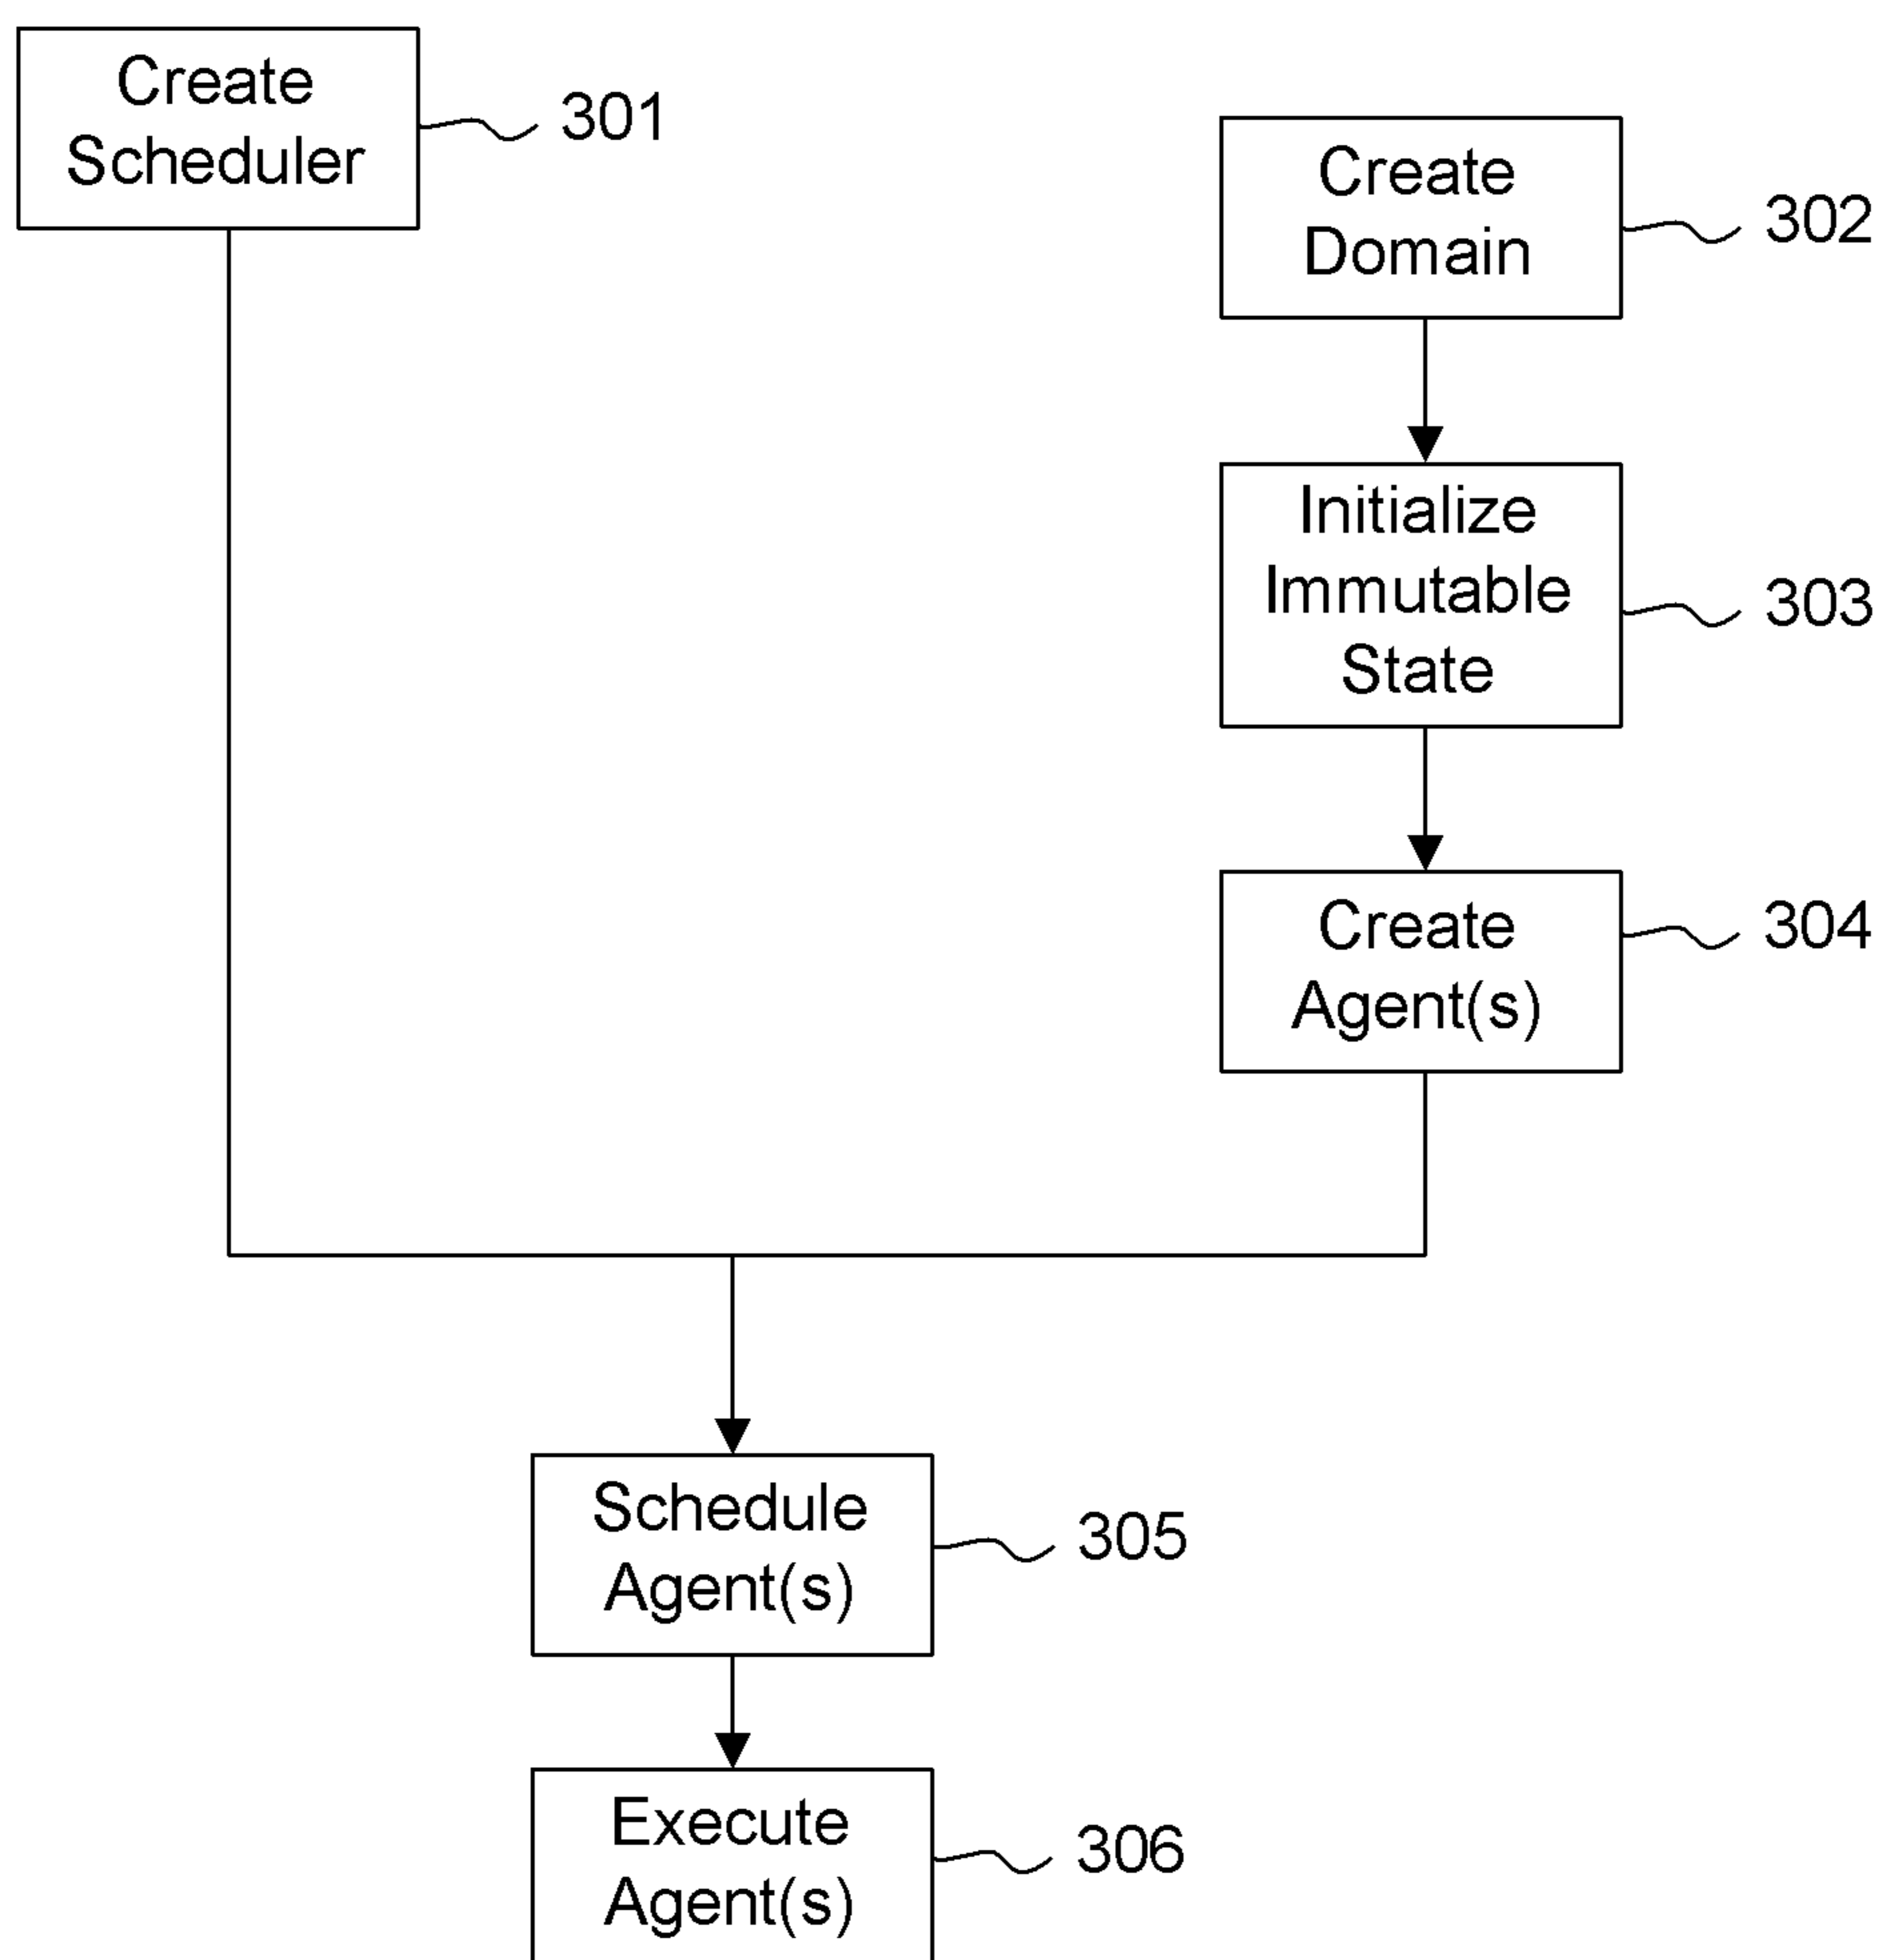 Create
Scheduler
301
Create
Domain
302
Initialize
Immutable
State
303
Create
Agent(s)
304
Schedule
Agent(s)
305
Execute
Agent(s)
306